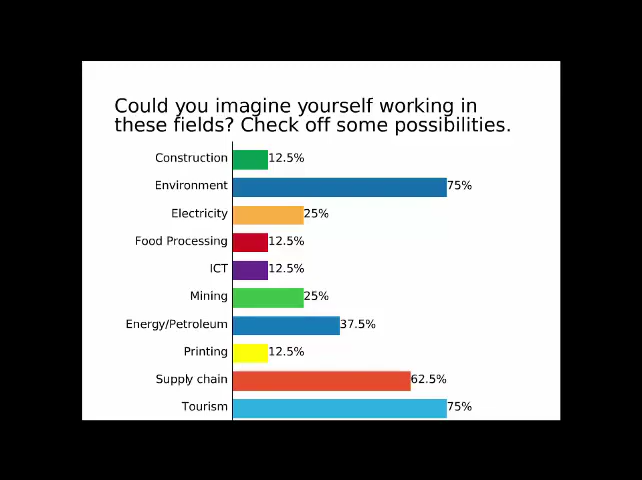 Could you imagine yourself working in
these fields? Check off some possibilities.
Construction 12.5%
Environment 75%
Electricity 25%
Food Processing 12.5%
ICT 12.5%
Mining 25%
Energy/Petroleum 37.5%
Printing 12.5%
Supply chain 62.5%
Tourism 75%